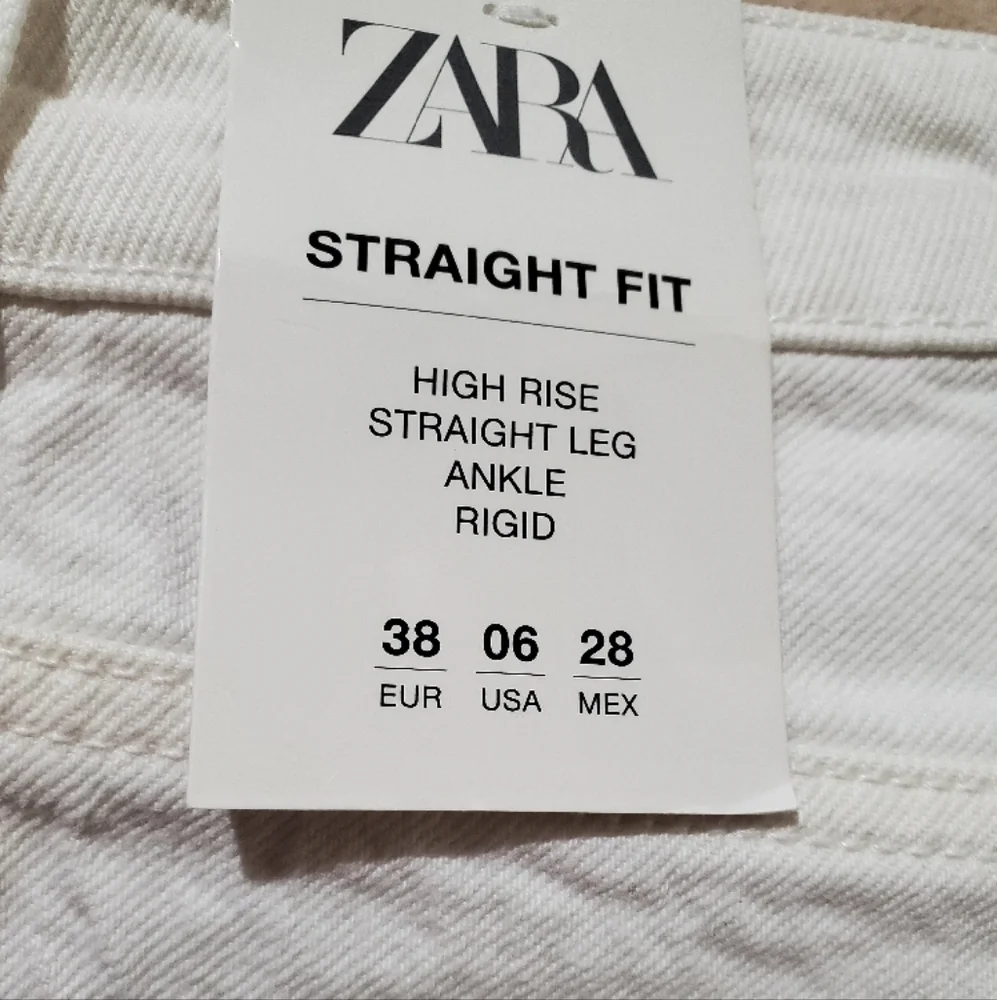 ZARA
STRAIGHT FIT
HIGH RISE
STRAIGHT LEG
ANKLE
RIGID
38 06 28
EUR USA MEX